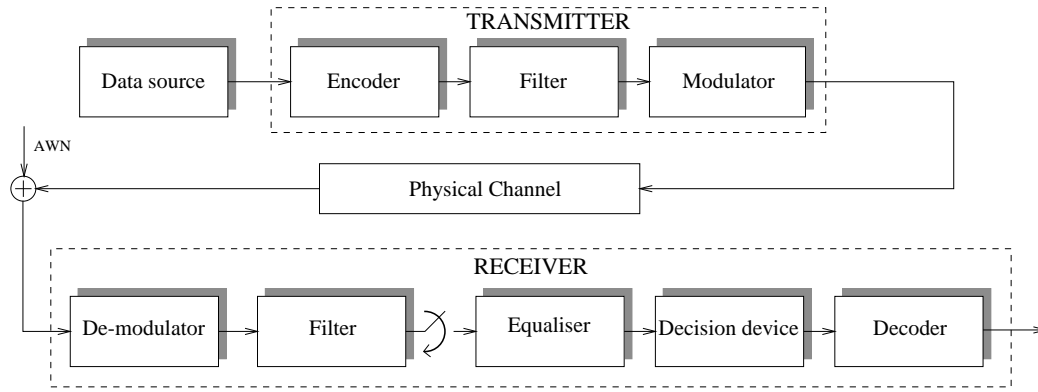 TRANSMITTER
Data source
Encoder
Filter
Modulator
AWN
Physical Channel
RECEIVER
De-modulator
Filter
Equaliser
Decision device
Decoder